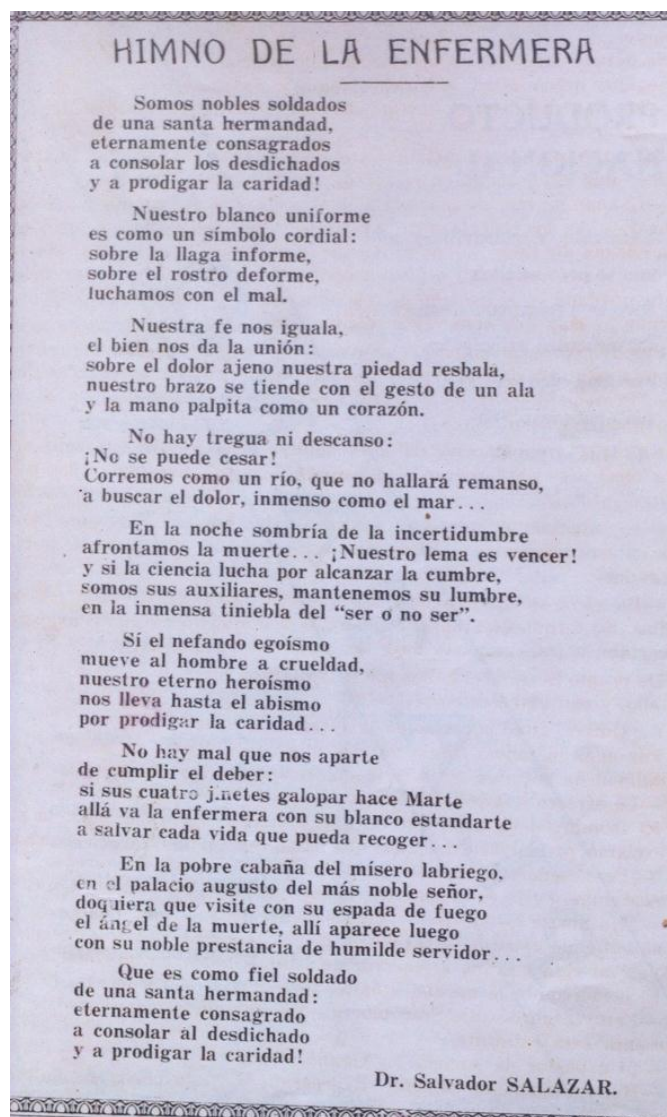 HIMNO DE LA ENFERMERA
Somos nobles soldados
de una santa hermandad,
eternamente consagrados
a consolar los desdichados
y a prodigar la caridad!
Nuestro blanco uniforme
es como un símbolo cordial:
sobre la llaga informe,
sobre el rostro deforme,
luchamos con el mal.
Nuestra fe nos iguala,
el bien nos da la unión:
sobre el dolor ajeno nuestra piedad resbala,
nuestro brazo se tiende con el gesto de un ala
y la mano palpita como un corazón.
No hay tregua ni descanso:
¡No se puede cesar!
Corremos como un río, que no hallará remanso,
a buscar el dolor, inmenso como el mar...
En la noche sombría de la incertidumbre
afrontamos la muerte... ¡Nuestro lema es vencer!
y si la ciencia lucha por alcanzar la cumbre,
somos sus auxiliares, mantenemos su lumbre,
en la inmensa tiniebla del "ser o no ser".
Si el nefando egoísmo
mueve al hombre a crueldad,
nuestro eterno heroísmo
nos lleva hasta el abismo
por prodigar la caridad...
No hay mal que nos aparte
de cumplir el deber:
si sus cuatro jinetes galopar hace Marte
allá va la enfermera con su blanco estandarte
a salvar cada vida que pueda recoger...
En la pobre cabaña del mísero labriego,
en el palacio augusto del más noble señor,
doquiera que visite con su espada de fuego
el ángel de la muerte, allí aparece luego
con su noble prestancia de humilde servidor...
Que es como fiel soldado
de una santa hermandad:
eternamente consagrado
a consolar al desdichado
y a prodigar la caridad!
Dr. Salvador SALAZAR.